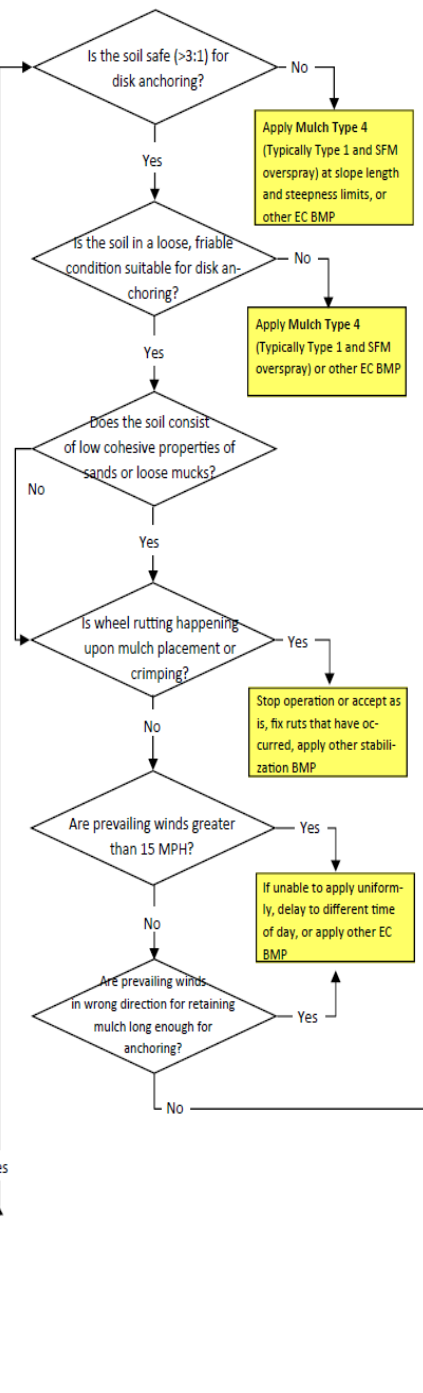 Is the soil safe (>3:1) for
disk anchoring?
No
Apply Mulch Type 4
(Typically Type 1 and SFM
overspray) at slope length
and steepness limits, or
other EC BMP
Yes
Is the soil in a loose, friable
condition suitable for disk an-
choring?
No
Apply Mulch Type 4
(Typically Type 1 and SFM
overspray) or other EC BMP
Yes
Does the soil consist
of low cohesive properties of
sands or loose mucks?
No
Yes
Is wheel rutting happening
upon mulch placement or
crimping?
Yes
Stop operation or accept as
is, fix ruts that have oc-
curred, apply other stabili-
zation BMP
No
Are prevailing winds greater
than 15 MPH?
Yes
If unable to apply uniform-
ly, delay to different time
of day, or apply other EC
BMP
No
Are prevailing winds
in wrong direction for retaining
mulch long enough for
anchoring?
Yes
No
es